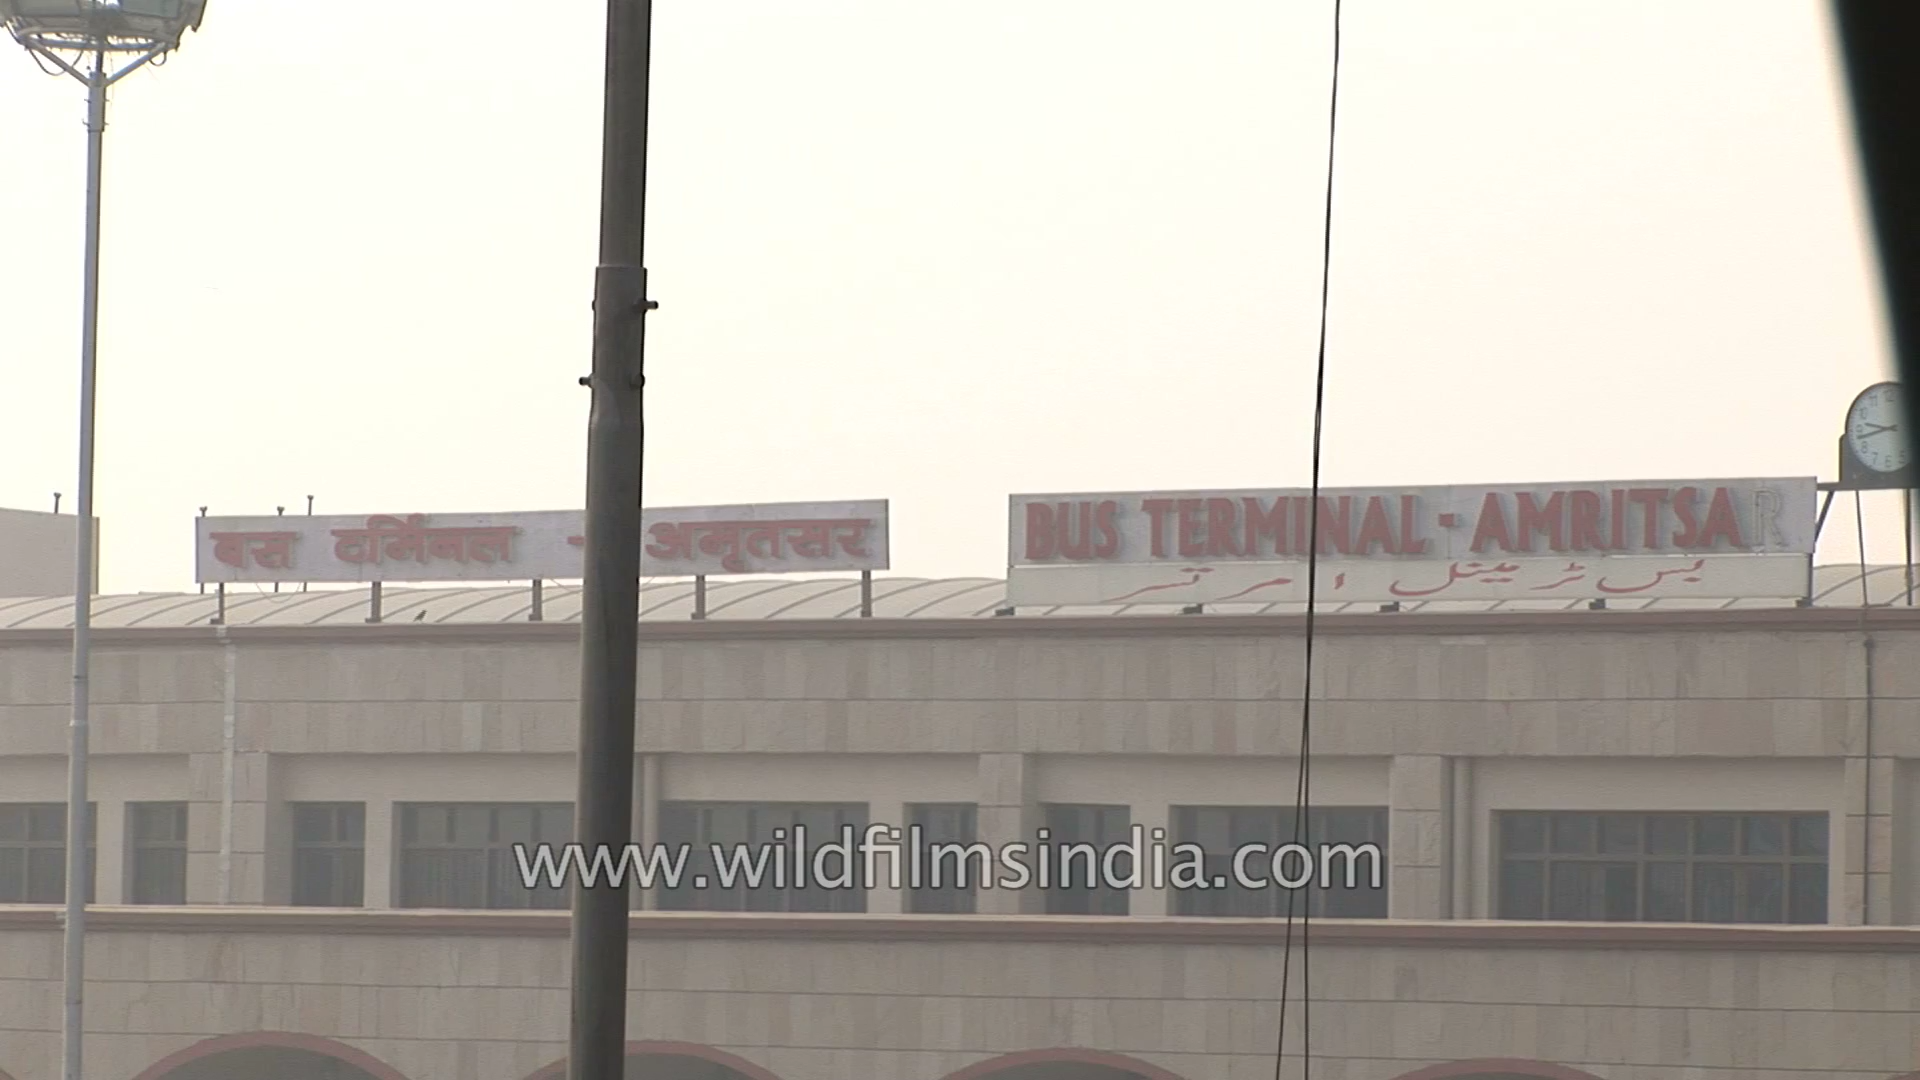 बस टर्मिनल - अमृतसर
BUS TERMINAL - AMRITSAR
بس ٹرمینل امرتسر
www.wildfilmsindia.com